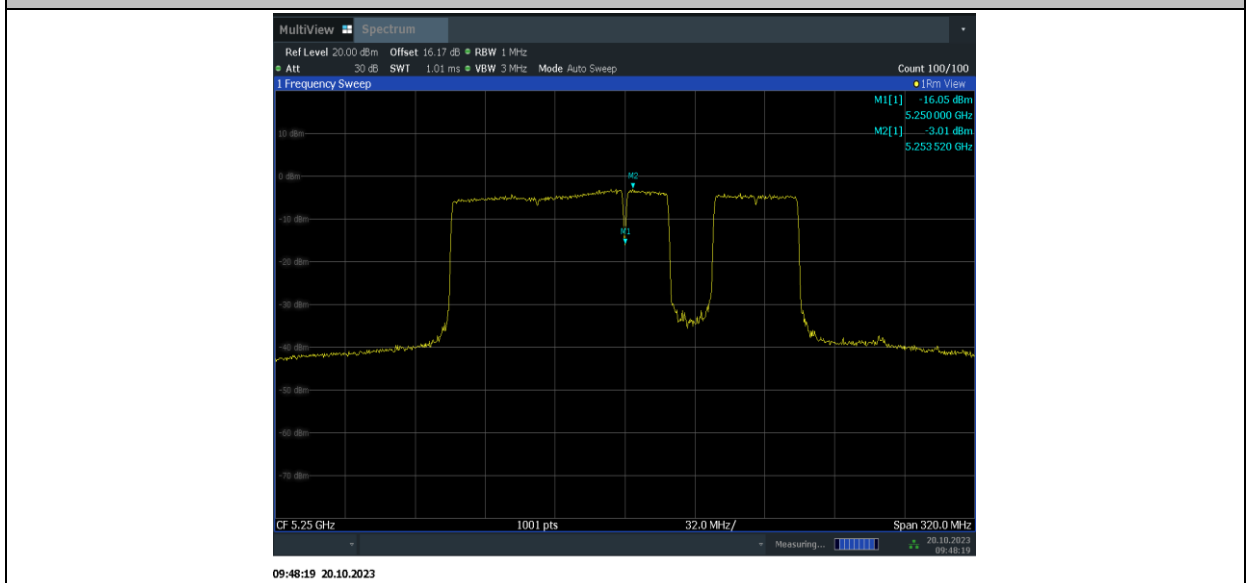 MultiView Spectrum
Ref Level 20.00 dBm Offset 16.17 dB RBW 1 MHz
Att 30 dB SWT 1.01 ms VBW 3 MHz Mode Auto Sweep Count 100/100
1 Frequency Sweep 1Rm View
M1[1] -16.05 dBm
5.250 000 GHz
10 dBm
M2[1] -3.01 dBm
5.253 520 GHz
0 dBm
M2
-10 dBm
M1
-20 dBm
-30 dBm
-40 dBm
-50 dBm
-60 dBm
-70 dBm
CF 5.25 GHz 1001 pts 32.0 MHz/ Span 320.0 MHz
Measuring... 20.10.2023
09:48:19
09:48:19 20.10.2023